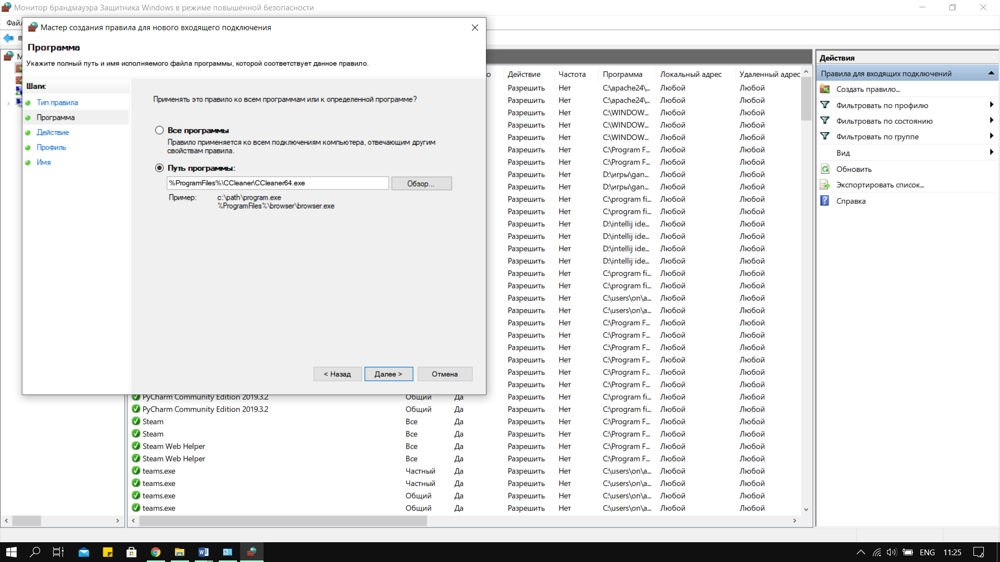 Монитор брандмауэра Защитника Windows в режиме повышенной безопасности
Мастер создания правила для нового входящего подключения
Программа
Укажите полный путь и имя исполняемого файла программы, которой соответствует данное правило.
Шаги:
Тип правила
Программа
Действие
Профиль
Имя
Применять это правило ко всем программам или к определенной программе?
Все программы
Правило применяется ко всем подключениям компьютера, отвечающим другим
свойствам правила.
Путь программы:
%ProgramFiles%\CCleaner\CCleaner64.exe
Обзор...
Пример: c:\path\program.exe
%ProgramFiles%\browser\browser.exe
< Назад Далее > Отмена
Действие Частота Программа Локальный адрес Удаленный адрес
Разрешить Нет C:\apache24\... Любой Любой
Разрешить Нет C:\apache24\... Любой Любой
Разрешить Нет C:\WINDOW... Любой Любой
Разрешить Нет C:\WINDOW... Любой Любой
Разрешить Нет C:\WINDOW... Любой Любой
Разрешить Нет C:\Program F... Любой Любой
Разрешить Нет C:\Program F... Любой Любой
Разрешить Нет D:\игры\gan... Любой Любой
Разрешить Нет D:\игры\gan... Любой Любой
Разрешить Нет C:\program fi... Любой Любой
Разрешить Нет C:\program fi... Любой Любой
Разрешить Нет D:\intellij ide... Любой Любой
Разрешить Нет D:\intellij ide... Любой Любой
Разрешить Нет D:\intellij ide... Любой Любой
Разрешить Нет D:\intellij ide... Любой Любой
Разрешить Нет C:\program fi... Любой Любой
Разрешить Нет C:\program fi... Любой Любой
Разрешить Нет C:\users\on\a... Любой Любой
Разрешить Нет C:\users\on\a... Любой Любой
Разрешить Нет C:\Program F... Любой Любой
Разрешить Нет C:\Program F... Любой Любой
Разрешить Нет C:\Program F... Любой Любой
Разрешить Нет C:\Program F... Любой Любой
Разрешить Нет C:\Program F... Любой Любой
Разрешить Нет C:\Program F... Любой Любой
PyCharm Community Edition 2019.3.2 Общий Да Разрешить Нет C:\program fi... Любой Любой
PyCharm Community Edition 2019.3.2 Общий Да Разрешить Нет C:\program fi... Любой Любой
Steam Все Да Разрешить Нет C:\Program F... Любой Любой
Steam Все Да Разрешить Нет C:\Program F... Любой Любой
Steam Web Helper Все Да Разрешить Нет C:\Program F... Любой Любой
Steam Web Helper Все Да Разрешить Нет C:\Program F... Любой Любой
teams.exe Частный Да Разрешить Нет C:\users\on\a... Любой Любой
teams.exe Частный Да Разрешить Нет C:\users\on\a... Любой Любой
teams.exe Общий Да Разрешить Нет C:\users\on\a... Любой Любой
teams.exe Общий Да Разрешить Нет C:\users\on\a... Любой Любой
Действия
Правила для входящих подключений
Создать правило...
Фильтровать по профилю
Фильтровать по состоянию
Фильтровать по группе
Вид
Обновить
Экспортировать список...
Справка
ENG 11:25